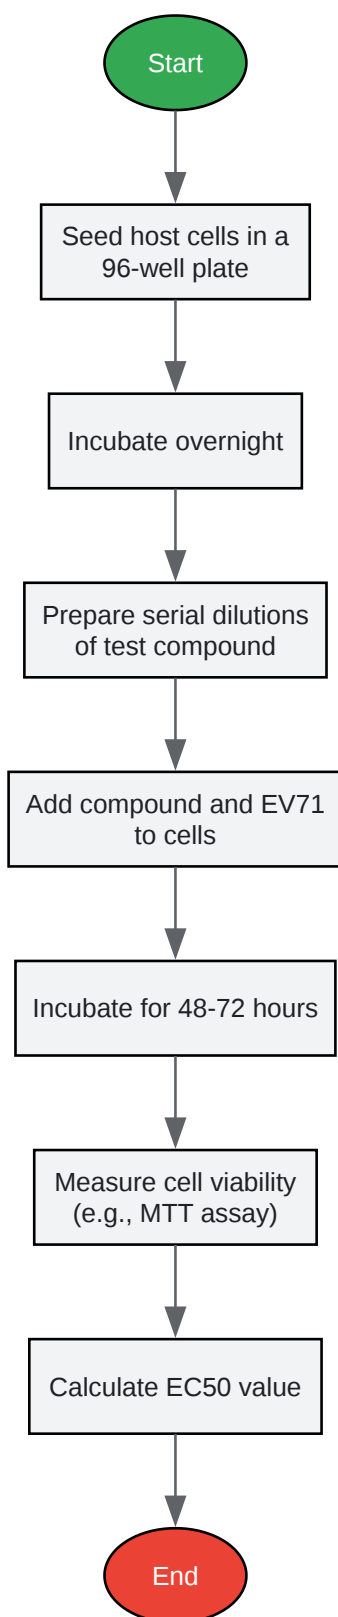 Start
Seed host cells in a
96-well plate
Incubate overnight
Prepare serial dilutions
of test compound
Add compound and EV71
to cells
Incubate for 48-72 hours
Measure cell viability
(e.g., MTT assay)
Calculate EC50 value
End